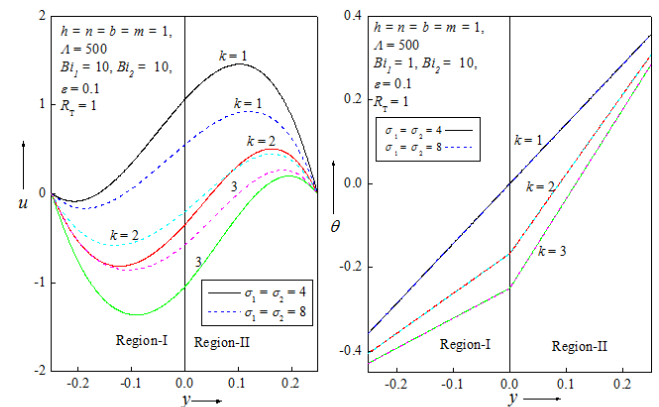 h = n = b = m = 1,
Λ = 500
Bi₁ = 10, Bi₂ = 10,
ε = 0.1
R_T = 1
k = 1
k = 1
k = 2
3
k = 2
3
σ₁ = σ₂ = 4
σ₁ = σ₂ = 8
Region-I
Region-II
2
1
0
-1
-2
u
-0.2
-0.1
0.0
0.1
0.2
y
h = n = b = m = 1,
Λ = 500
Bi₁ = 1, Bi₂ = 10,
ε = 0.1
R_T = 1
σ₁ = σ₂ = 4
σ₁ = σ₂ = 8
k = 1
k = 2
k = 3
Region-I
Region-II
0.4
0.2
0.0
-0.2
-0.4
θ
-0.2
-0.1
0.0
0.1
0.2
y